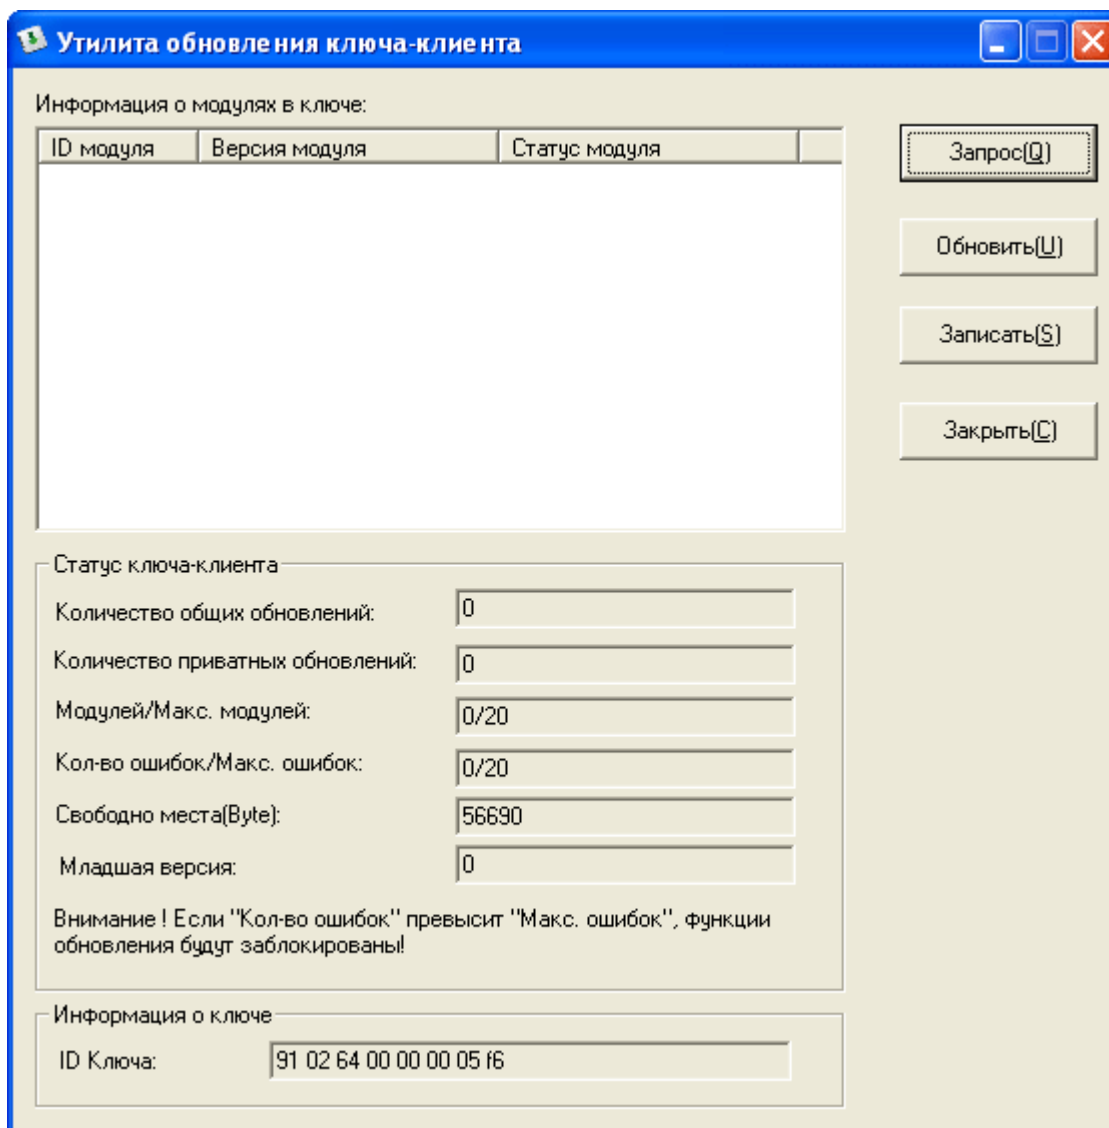 Утилита обновления ключа-клиента
Информация о модулях в ключе:
ID модуля Версия модуля Статус модуля
Запрос(Q)
Обновить(U)
Записать(S)
Закрыть(C)
Статус ключа-клиента
Количество общих обновлений: 0
Количество приватных обновлений: 0
Модулей/Макс. модулей: 0/20
Кол-во ошибок/Макс. ошибок: 0/20
Свободно места(Byte): 56690
Младшая версия: 0
Внимание ! Если "Кол-во ошибок" превысит "Макс. ошибок", функции
обновления будут заблокированы!
Информация о ключе
ID Ключа: 91 02 64 00 00 00 05 f6